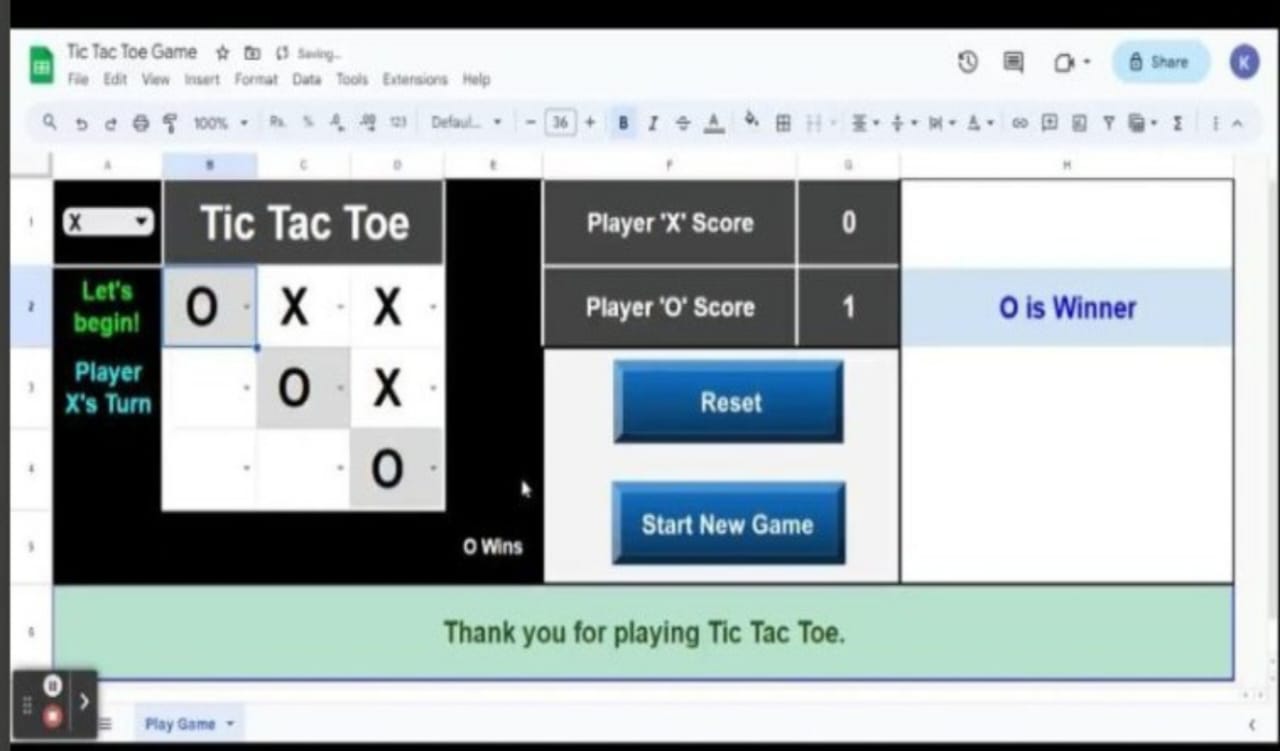 Tic Tac Toe Game Saving...
File Edit View Insert Format Data Tools Extensions Help
Share K
100% % 123 Defaul... − 36 + B I A Σ
A B C D E F G H
1 X Tic Tac Toe Player 'X' Score 0
2 Let's begin! O X X Player 'O' Score 1 O is Winner
3 Player X's Turn O X Reset
4 O Start New Game
5 O Wins
6 Thank you for playing Tic Tac Toe.
Play Game